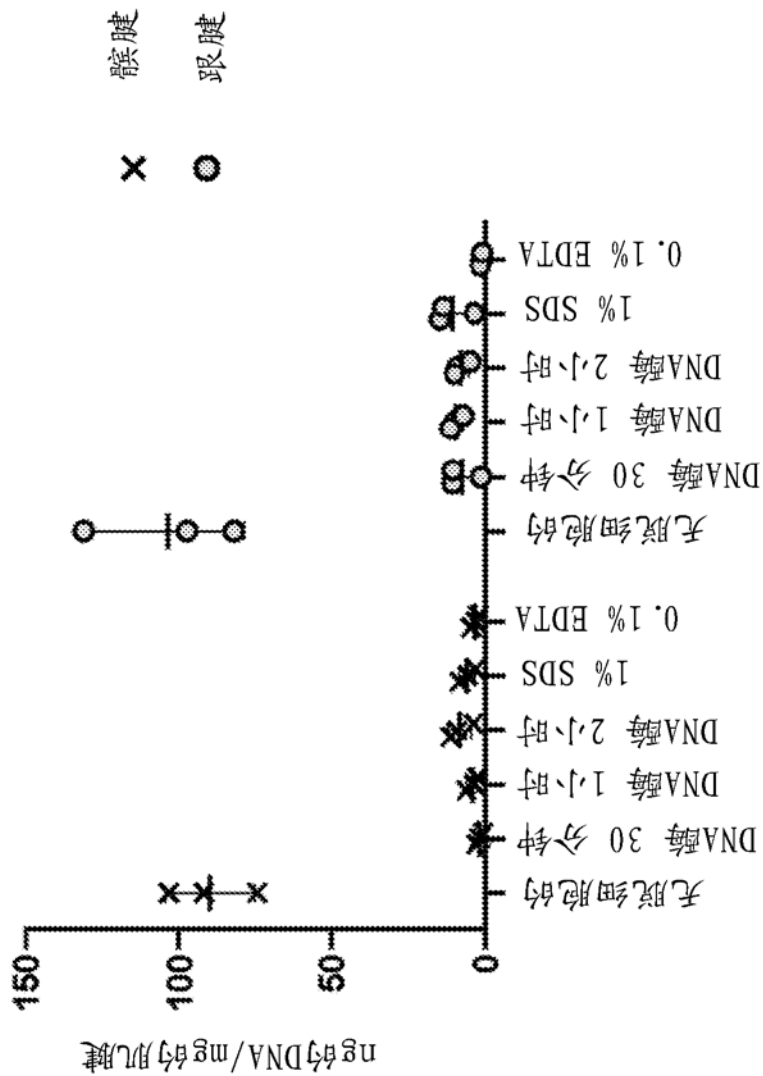 髌腱
跟腱
150
100
50
0
ng的DNA/mg的肌腱
无脱细胞的
DNA酶 30 分钟
DNA酶 1小时
DNA酶 2小时
1% SDS
0.1% EDTA
无脱细胞的
DNA酶 30 分钟
DNA酶 1小时
DNA酶 2小时
1% SDS
0.1% EDTA